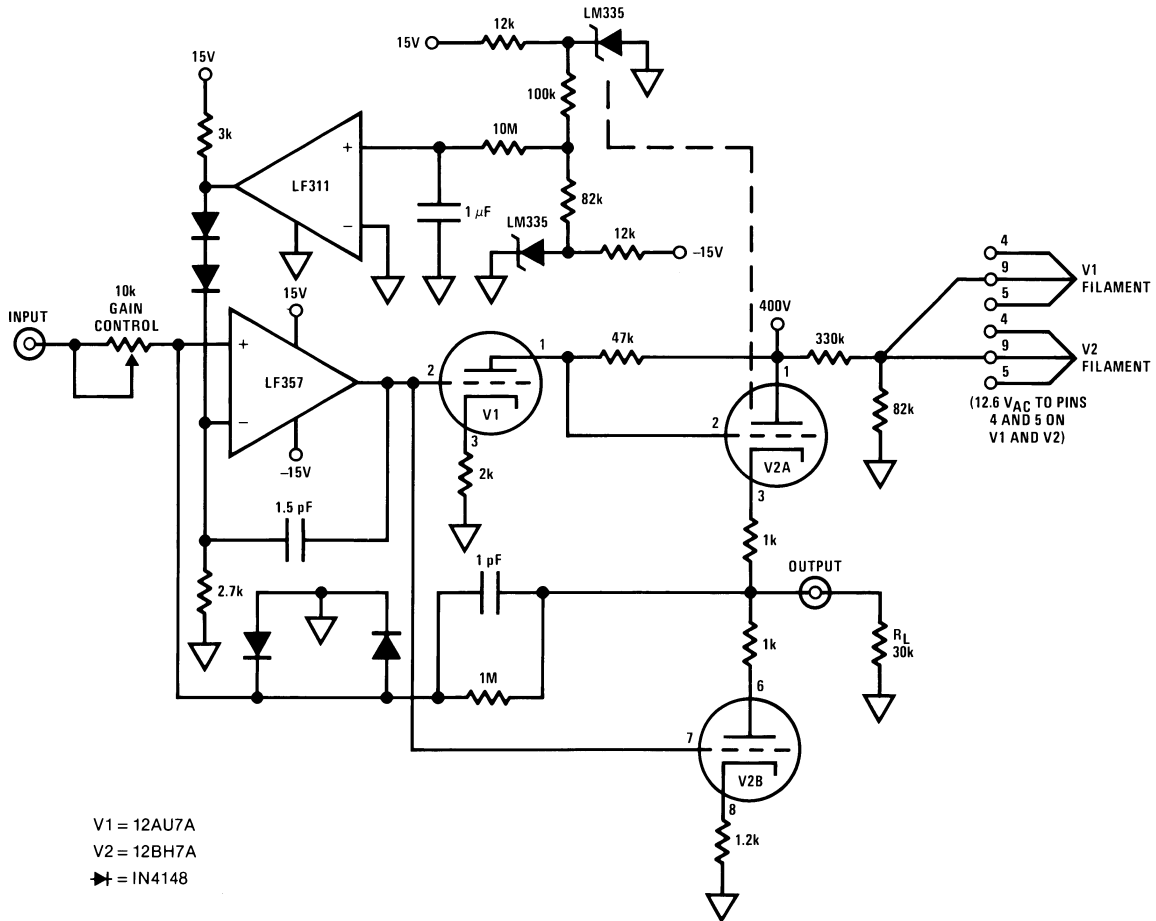 LM335
12k
15V
15V
100k
3k
10M
+
LF311
1 μF
82k
−
LM335
12k
−15V
4
9
V1
FILAMENT
5
4
9
V2
FILAMENT
5
(12.6 VAC TO PINS
4 AND 5 ON
V1 AND V2)
10k
GAIN
CONTROL
15V
INPUT
400V
+
LF357
−
−15V
2
1
V1
3
2k
47k
330k
82k
1
2
V2A
3
1.5 pF
1k
1 pF
OUTPUT
2.7k
1k
RL
30k
1M
6
7
V2B
8
1.2k
V1 = 12AU7A
V2 = 12BH7A
= IN4148